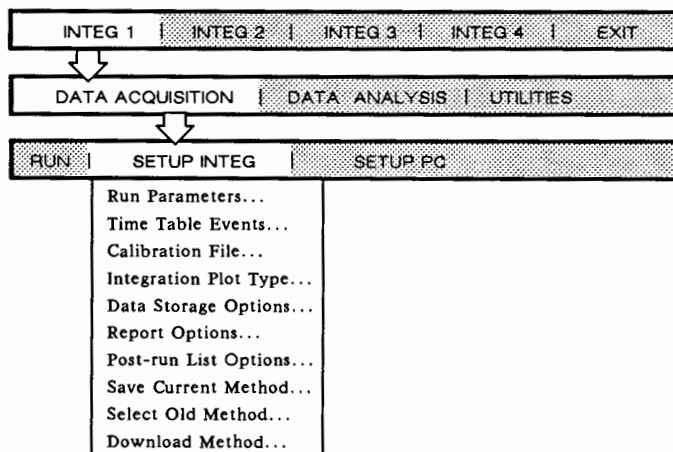 INTEG 1 | INTEG 2 | INTEG 3 | INTEG 4 | EXIT
DATA ACQUISITION | DATA ANALYSIS | UTILITIES
RUN | SETUP INTEG | SETUP PC
Run Parameters...
Time Table Events...
Calibration File...
Integration Plot Type...
Data Storage Options...
Report Options...
Post-run List Options...
Save Current Method...
Select Old Method...
Download Method...